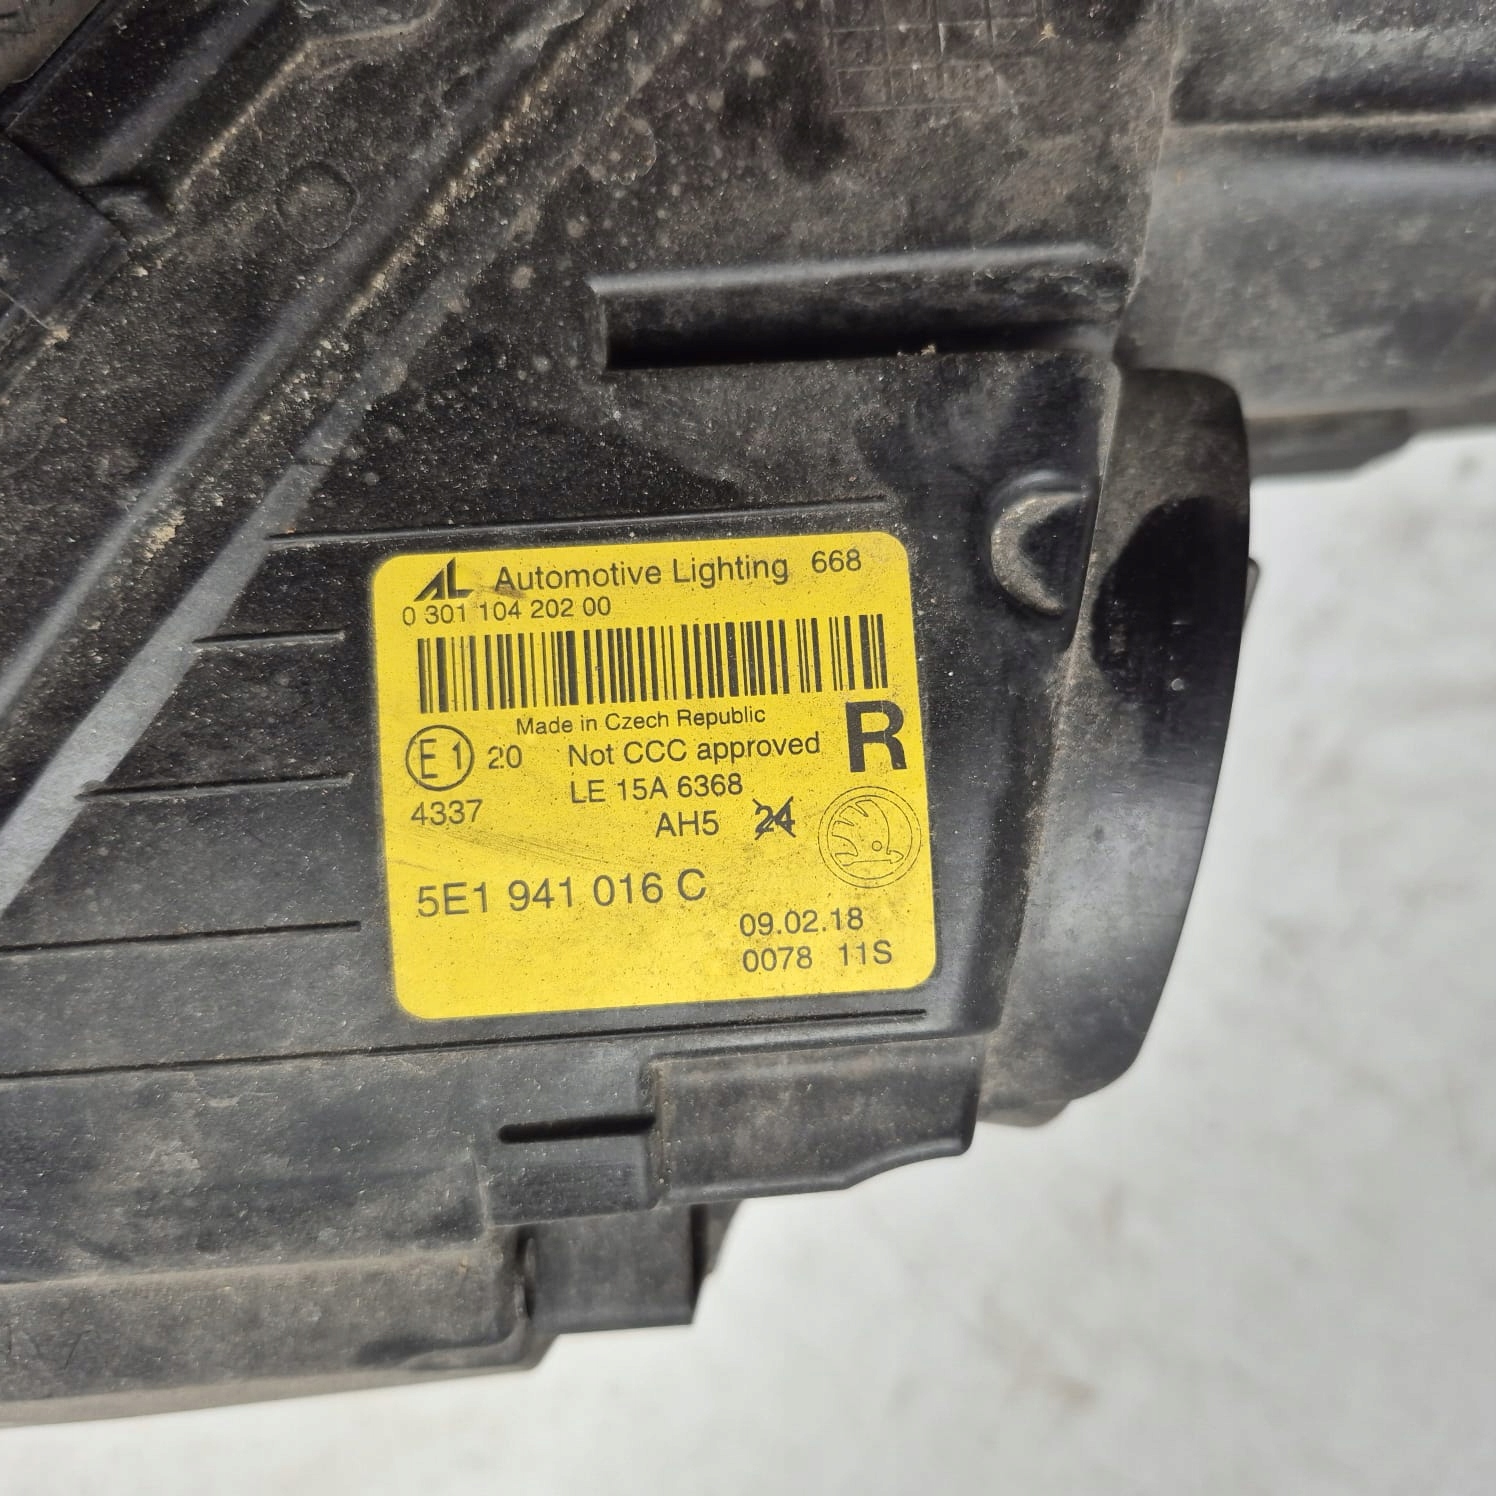 AL Automotive Lighting 668
0 301 104 202 00
Made in Czech Republic
E1 20 Not CCC approved R
LE 15A 6368
4337
AH5 24
5E1 941 016 C
09.02.18
0078 11S